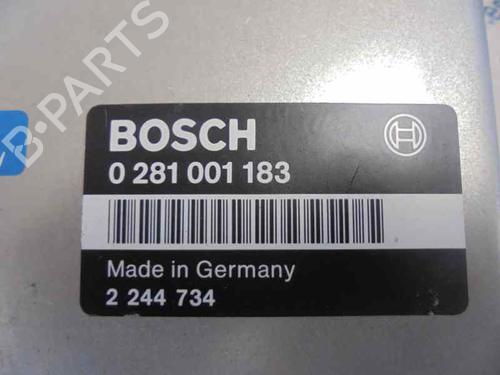 BOSCH
0 281 001 183
Made in Germany
2 244 734
B-PARTS